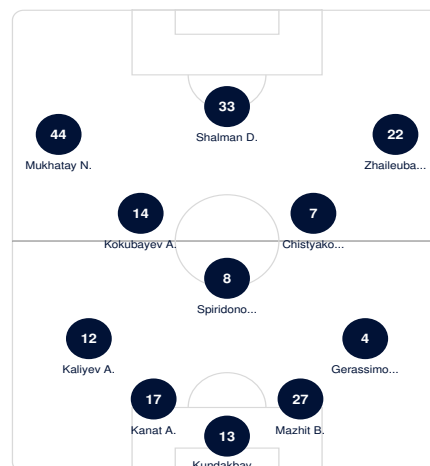 33
Shalman D.
44
Mukhatay N.
22
Zhaileuba...
14
Kokubayev A.
7
Chistyako...
8
Spiridono...
12
Kaliyev A.
4
Gerassimo...
17
Kanat A.
27
Mazhit B.
13
Kundakbay...